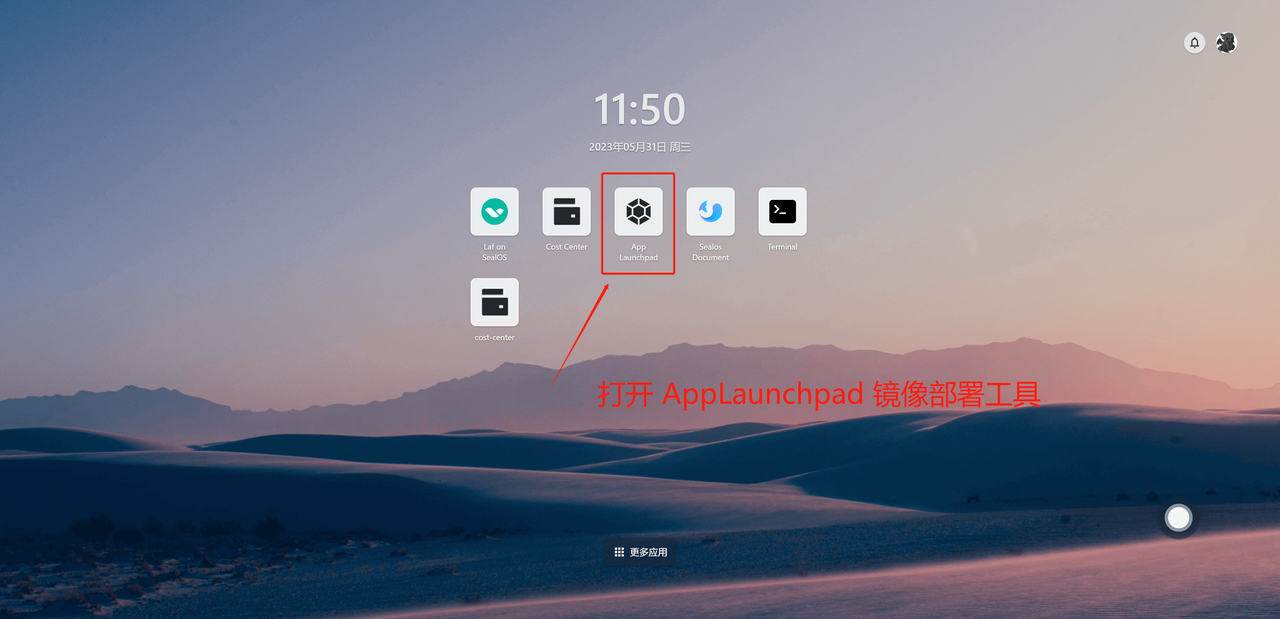 11:50
2023年05月31日 周三
Laf on
SealOS
Cost Center
App
Launchpad
Sealos
Document
Terminal
cost-center
打开 AppLaunchpad 镜像部署工具
更多应用